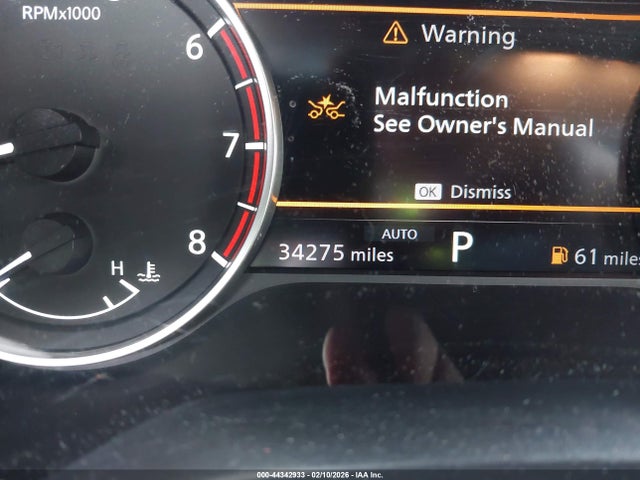 RPMx1000
6
7
8
H
Warning
Malfunction
See Owner's Manual
OK Dismiss
AUTO
34275 miles P 61 miles
000-44342933 - 02/10/2026 - IAA Inc.